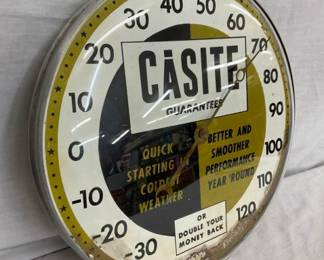 40 50 60
30 70
20 80
10 90
0 100
-10 110
-20 120
-30
CASITE
GUARANTEES
QUICK
STARTING IN
COLDEST
WEATHER
BETTER AND
SMOOTHER
PERFORMANCE
YEAR 'ROUND
OR
DOUBLE YOUR
MONEY BACK